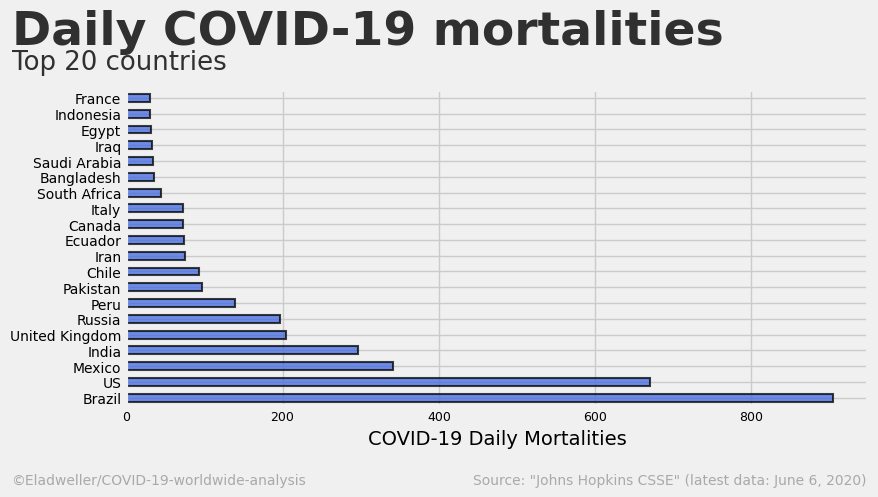 Daily COVID-19 mortalities
Top 20 countries
France
Indonesia
Egypt
Iraq
Saudi Arabia
Bangladesh
South Africa
Italy
Canada
Ecuador
Iran
Chile
Pakistan
Peru
Russia
United Kingdom
India
Mexico
US
Brazil
0 200 400 600 800
COVID-19 Daily Mortalities
©Eladweller/COVID-19-worldwide-analysis
Source: "Johns Hopkins CSSE" (latest data: June 6, 2020)